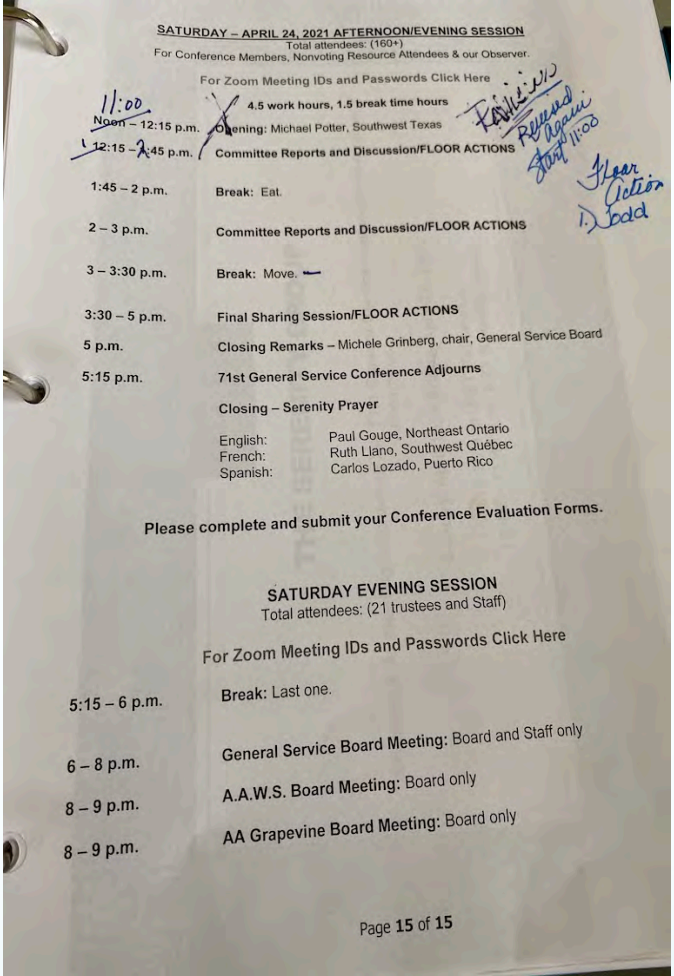 SATURDAY – APRIL 24, 2021 AFTERNOON/EVENING SESSION
Total attendees: (160+)
For Conference Members, Nonvoting Resource Attendees & our Observer.
For Zoom Meeting IDs and Passwords Click Here
11:00
4.5 work hours, 1.5 break time hours
Revised
again
Start 11:00
Noon – 12:15 p.m. Opening: Michael Potter, Southwest Texas
12:15 – 2:45 p.m. Committee Reports and Discussion/FLOOR ACTIONS
Floor
action
1.) Todd
1:45 – 2 p.m. Break: Eat.
2 – 3 p.m. Committee Reports and Discussion/FLOOR ACTIONS
3 – 3:30 p.m. Break: Move.
3:30 – 5 p.m. Final Sharing Session/FLOOR ACTIONS
5 p.m. Closing Remarks – Michele Grinberg, chair, General Service Board
5:15 p.m. 71st General Service Conference Adjourns
Closing – Serenity Prayer
English: Paul Gouge, Northeast Ontario
French: Ruth Llano, Southwest Québec
Spanish: Carlos Lozado, Puerto Rico
Please complete and submit your Conference Evaluation Forms.
SATURDAY EVENING SESSION
Total attendees: (21 trustees and Staff)
For Zoom Meeting IDs and Passwords Click Here
5:15 – 6 p.m. Break: Last one.
6 – 8 p.m. General Service Board Meeting: Board and Staff only
8 – 9 p.m. A.A.W.S. Board Meeting: Board only
8 – 9 p.m. AA Grapevine Board Meeting: Board only
Page 15 of 15